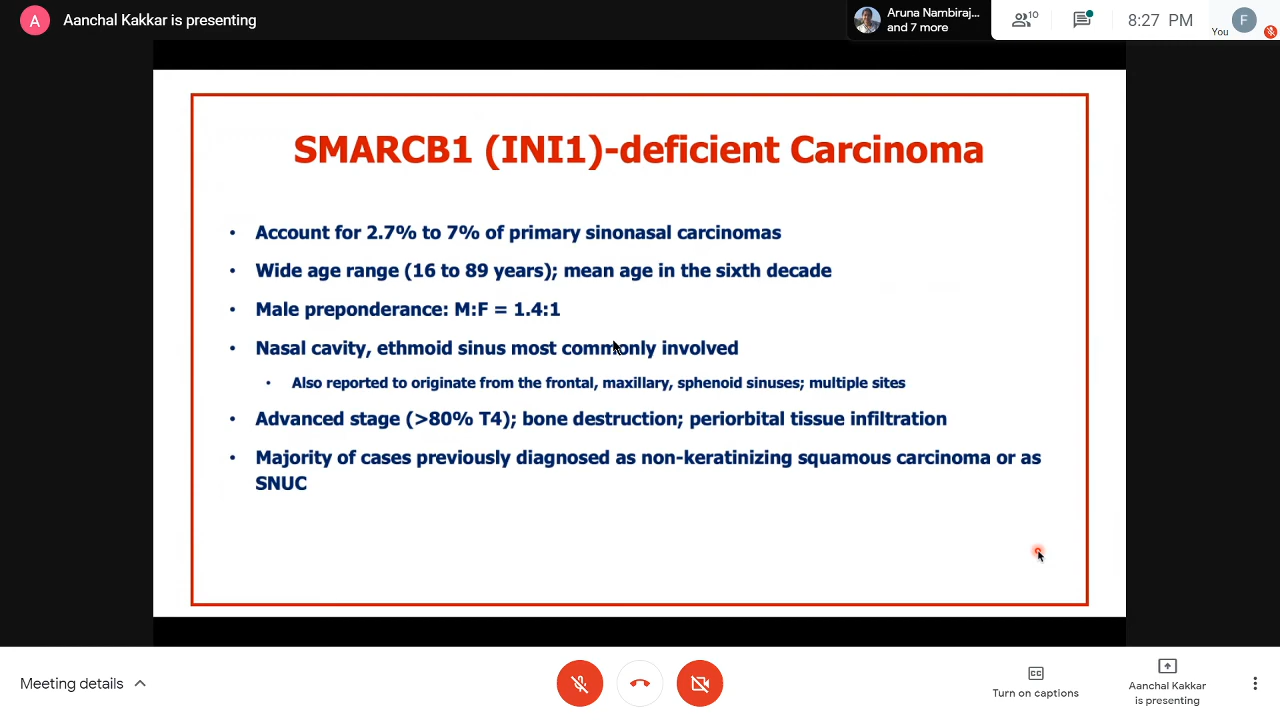 A
Aanchal Kakkar is presenting
Aruna Nambiraj...
and 7 more
10
8:27 PM
You
F
SMARCB1 (INI1)-deficient Carcinoma
• Account for 2.7% to 7% of primary sinonasal carcinomas
• Wide age range (16 to 89 years); mean age in the sixth decade
• Male preponderance: M:F = 1.4:1
• Nasal cavity, ethmoid sinus most commonly involved
• Also reported to originate from the frontal, maxillary, sphenoid sinuses; multiple sites
• Advanced stage (>80% T4); bone destruction; periorbital tissue infiltration
• Majority of cases previously diagnosed as non-keratinizing squamous carcinoma or as
SNUC
Meeting details
CC
Turn on captions
Aanchal Kakkar
is presenting